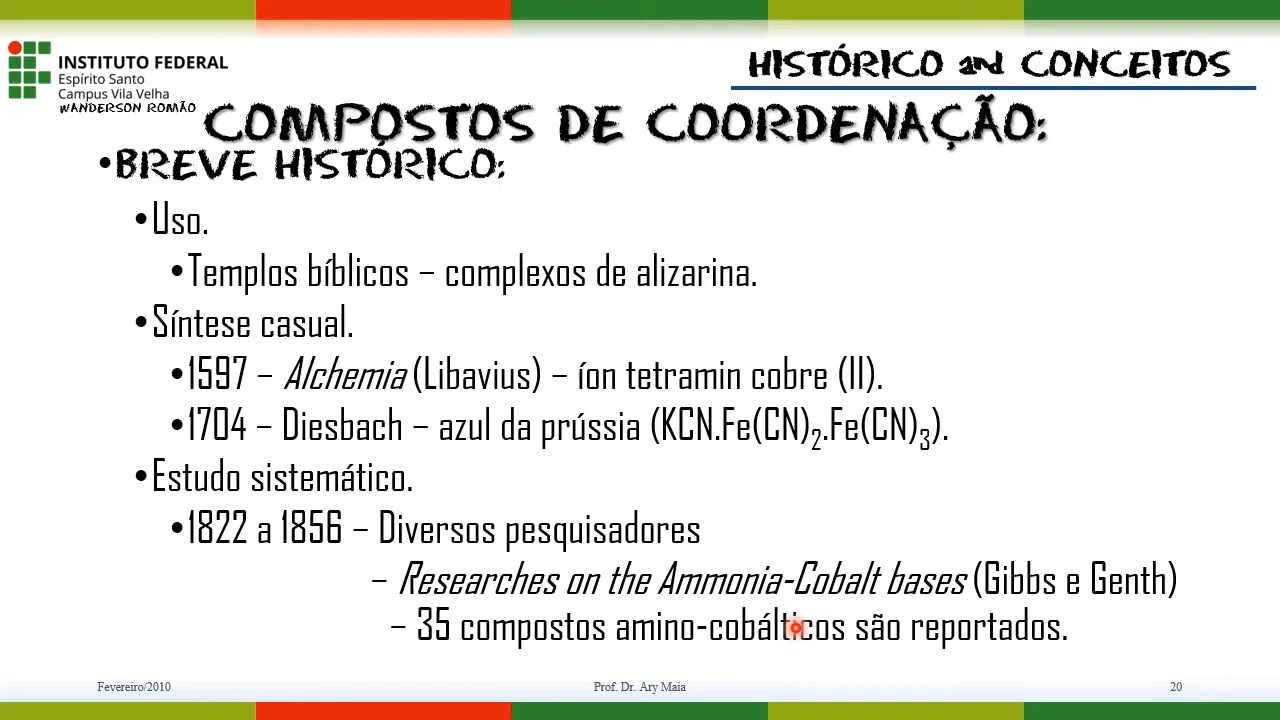 INSTITUTO FEDERAL
Espírito Santo
Campus Vila Velha
WANDERSON ROMÃO
HISTÓRICO and CONCEITOS
COMPOSTOS DE COORDENAÇÃO:
•BREVE HISTÓRICO:
•Uso.
•Templos bíblicos – complexos de alizarina.
•Síntese casual.
•1597 – Alchemia (Libavius) – íon tetramin cobre (II).
•1704 – Diesbach – azul da prússia (KCN.Fe(CN)₂.Fe(CN)₃).
•Estudo sistemático.
•1822 a 1856 – Diversos pesquisadores
– Researches on the Ammonia-Cobalt bases (Gibbs e Genth)
– 35 compostos amino-cobálticos são reportados.
Fevereiro/2010
Prof. Dr. Ary Maia
20